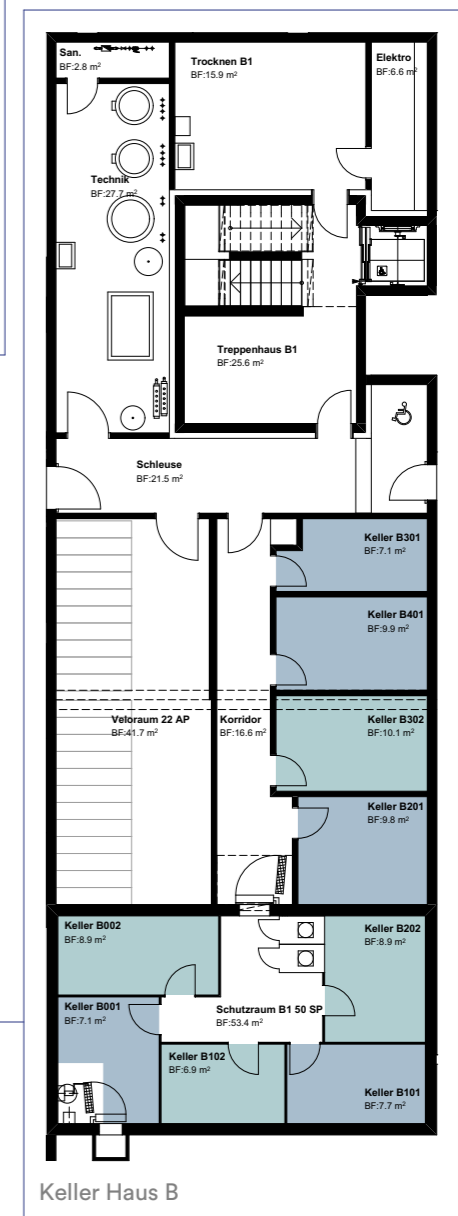 San.
BF:2.8 m²
Trocknen B1
BF:15.9 m²
Elektro
BF:6.6 m²
Technik
BF:27.7 m²
Treppenhaus B1
BF:25.6 m²
Schleuse
BF:21.5 m²
Keller B301
BF:7.1 m²
Keller B401
BF:9.9 m²
Veloraum 22 AP
BF:41.7 m²
Korridor
BF:16.6 m²
Keller B302
BF:10.1 m²
Keller B201
BF:9.8 m²
Keller B002
BF:8.9 m²
Keller B202
BF:8.9 m²
Keller B001
BF:7.1 m²
Schutzraum B1 50 SP
BF:53.4 m²
Keller B102
BF:6.9 m²
Keller B101
BF:7.7 m²
Keller Haus B